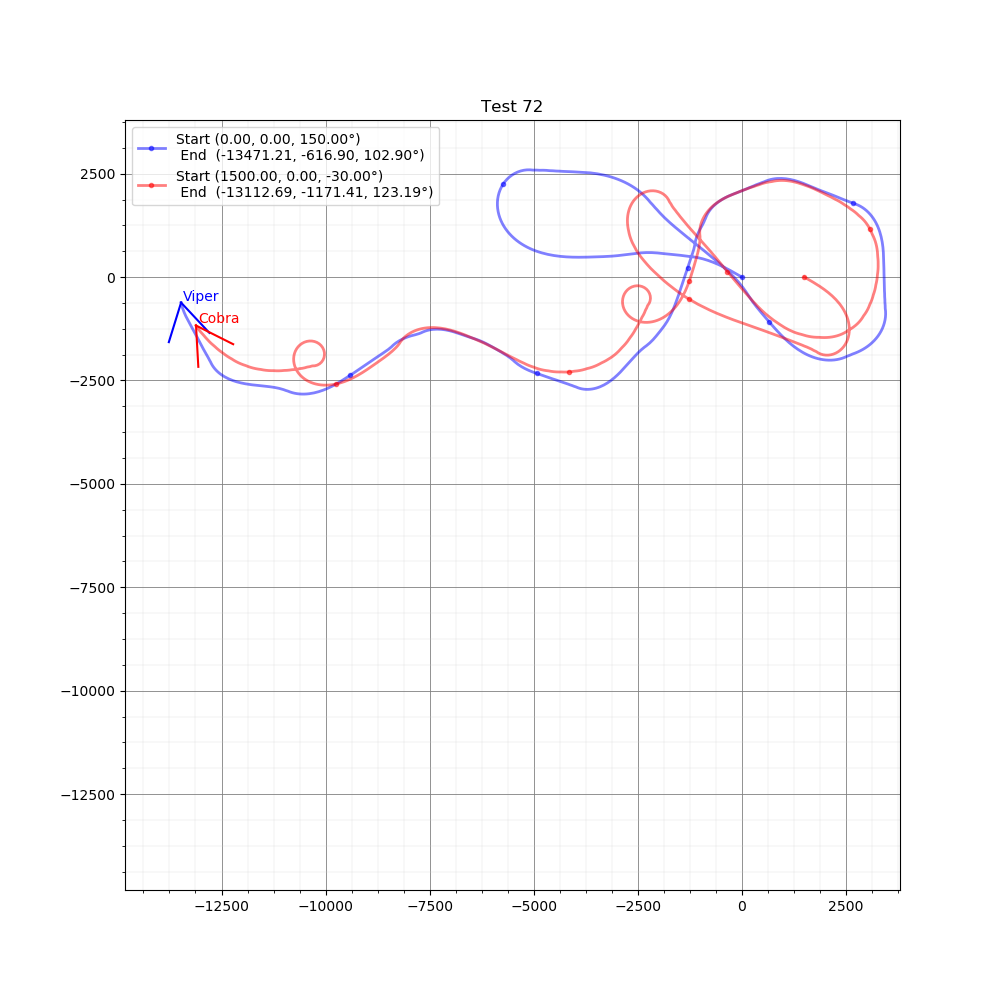 Test 72
Start (0.00, 0.00, 150.00°)
End  (-13471.21, -616.90, 102.90°)
Start (1500.00, 0.00, -30.00°)
End  (-13112.69, -1171.41, 123.19°)
2500
0
−2500
−5000
−7500
−10000
−12500
Viper
Cobra
−12500
−10000
−7500
−5000
−2500
0
2500